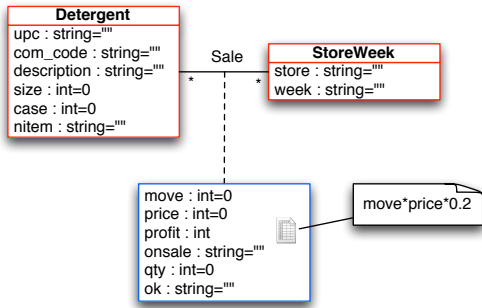 Detergent
upc : string=""
com_code : string=""
description : string=""
size : int=0
case : int=0
nitem : string=""
Sale
*
*
StoreWeek
store : string=""
week : string=""
move : int=0
price : int=0
profit : int
onsale : string=""
qty : int=0
ok : string=""
move*price*0.2